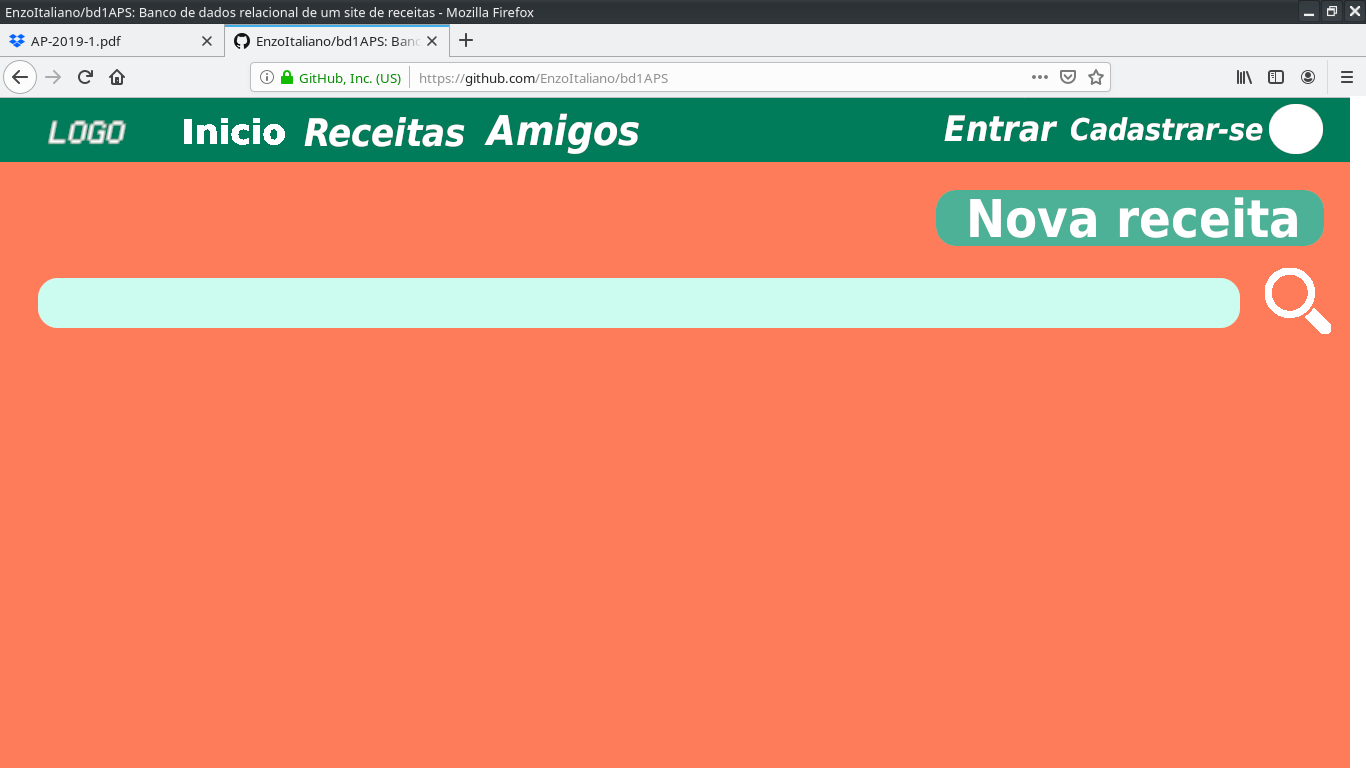 EnzoItaliano/bd1APS: Banco de dados relacional de um site de receitas - Mozilla Firefox
AP-2019-1.pdf
EnzoItaliano/bd1APS: Banc
GitHub, Inc. (US)
https://github.com/EnzoItaliano/bd1APS
LOGO Inicio Receitas Amigos Entrar Cadastrar-se
Nova receita